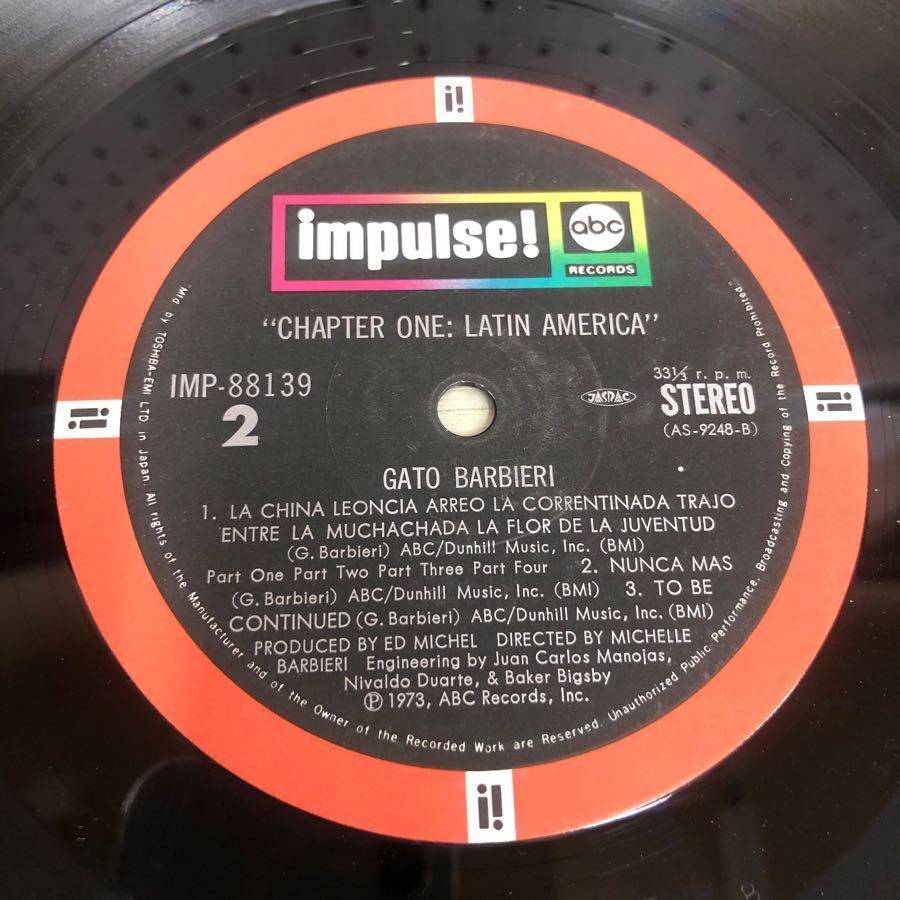 i!
impulse!
abc
RECORDS
"CHAPTER ONE: LATIN AMERICA"
IMP-88139
2
JASRAC
33⅓ r. p. m.
STEREO
(AS-9248-B)
i!
i!
GATO BARBIERI
1. LA CHINA LEONCIA ARREO LA CORRENTINADA TRAJO
ENTRE LA MUCHACHADA LA FLOR DE LA JUVENTUD
(G. Barbieri) ABC/Dunhill Music, Inc. (BMI)
Part One Part Two Part Three Part Four 2. NUNCA MAS
(G. Barbieri) ABC/Dunhill Music, Inc. (BMI) 3. TO BE
CONTINUED (G. Barbieri) ABC/Dunhill Music, Inc. (BMI)
PRODUCED BY ED MICHEL DIRECTED BY MICHELLE
BARBIERI Engineering by Juan Carlos Manojas,
Nivaldo Duarte, & Baker Bigsby
℗ 1973, ABC Records, Inc.
Mfd by TOSHIBA-EMI LTD in Japan. All rights of the Manufacturer and of the Owner of the Recorded Work are Reserved. Unauthorized Public Performance, Broadcasting and Copying of the Record Prohibited.
i!